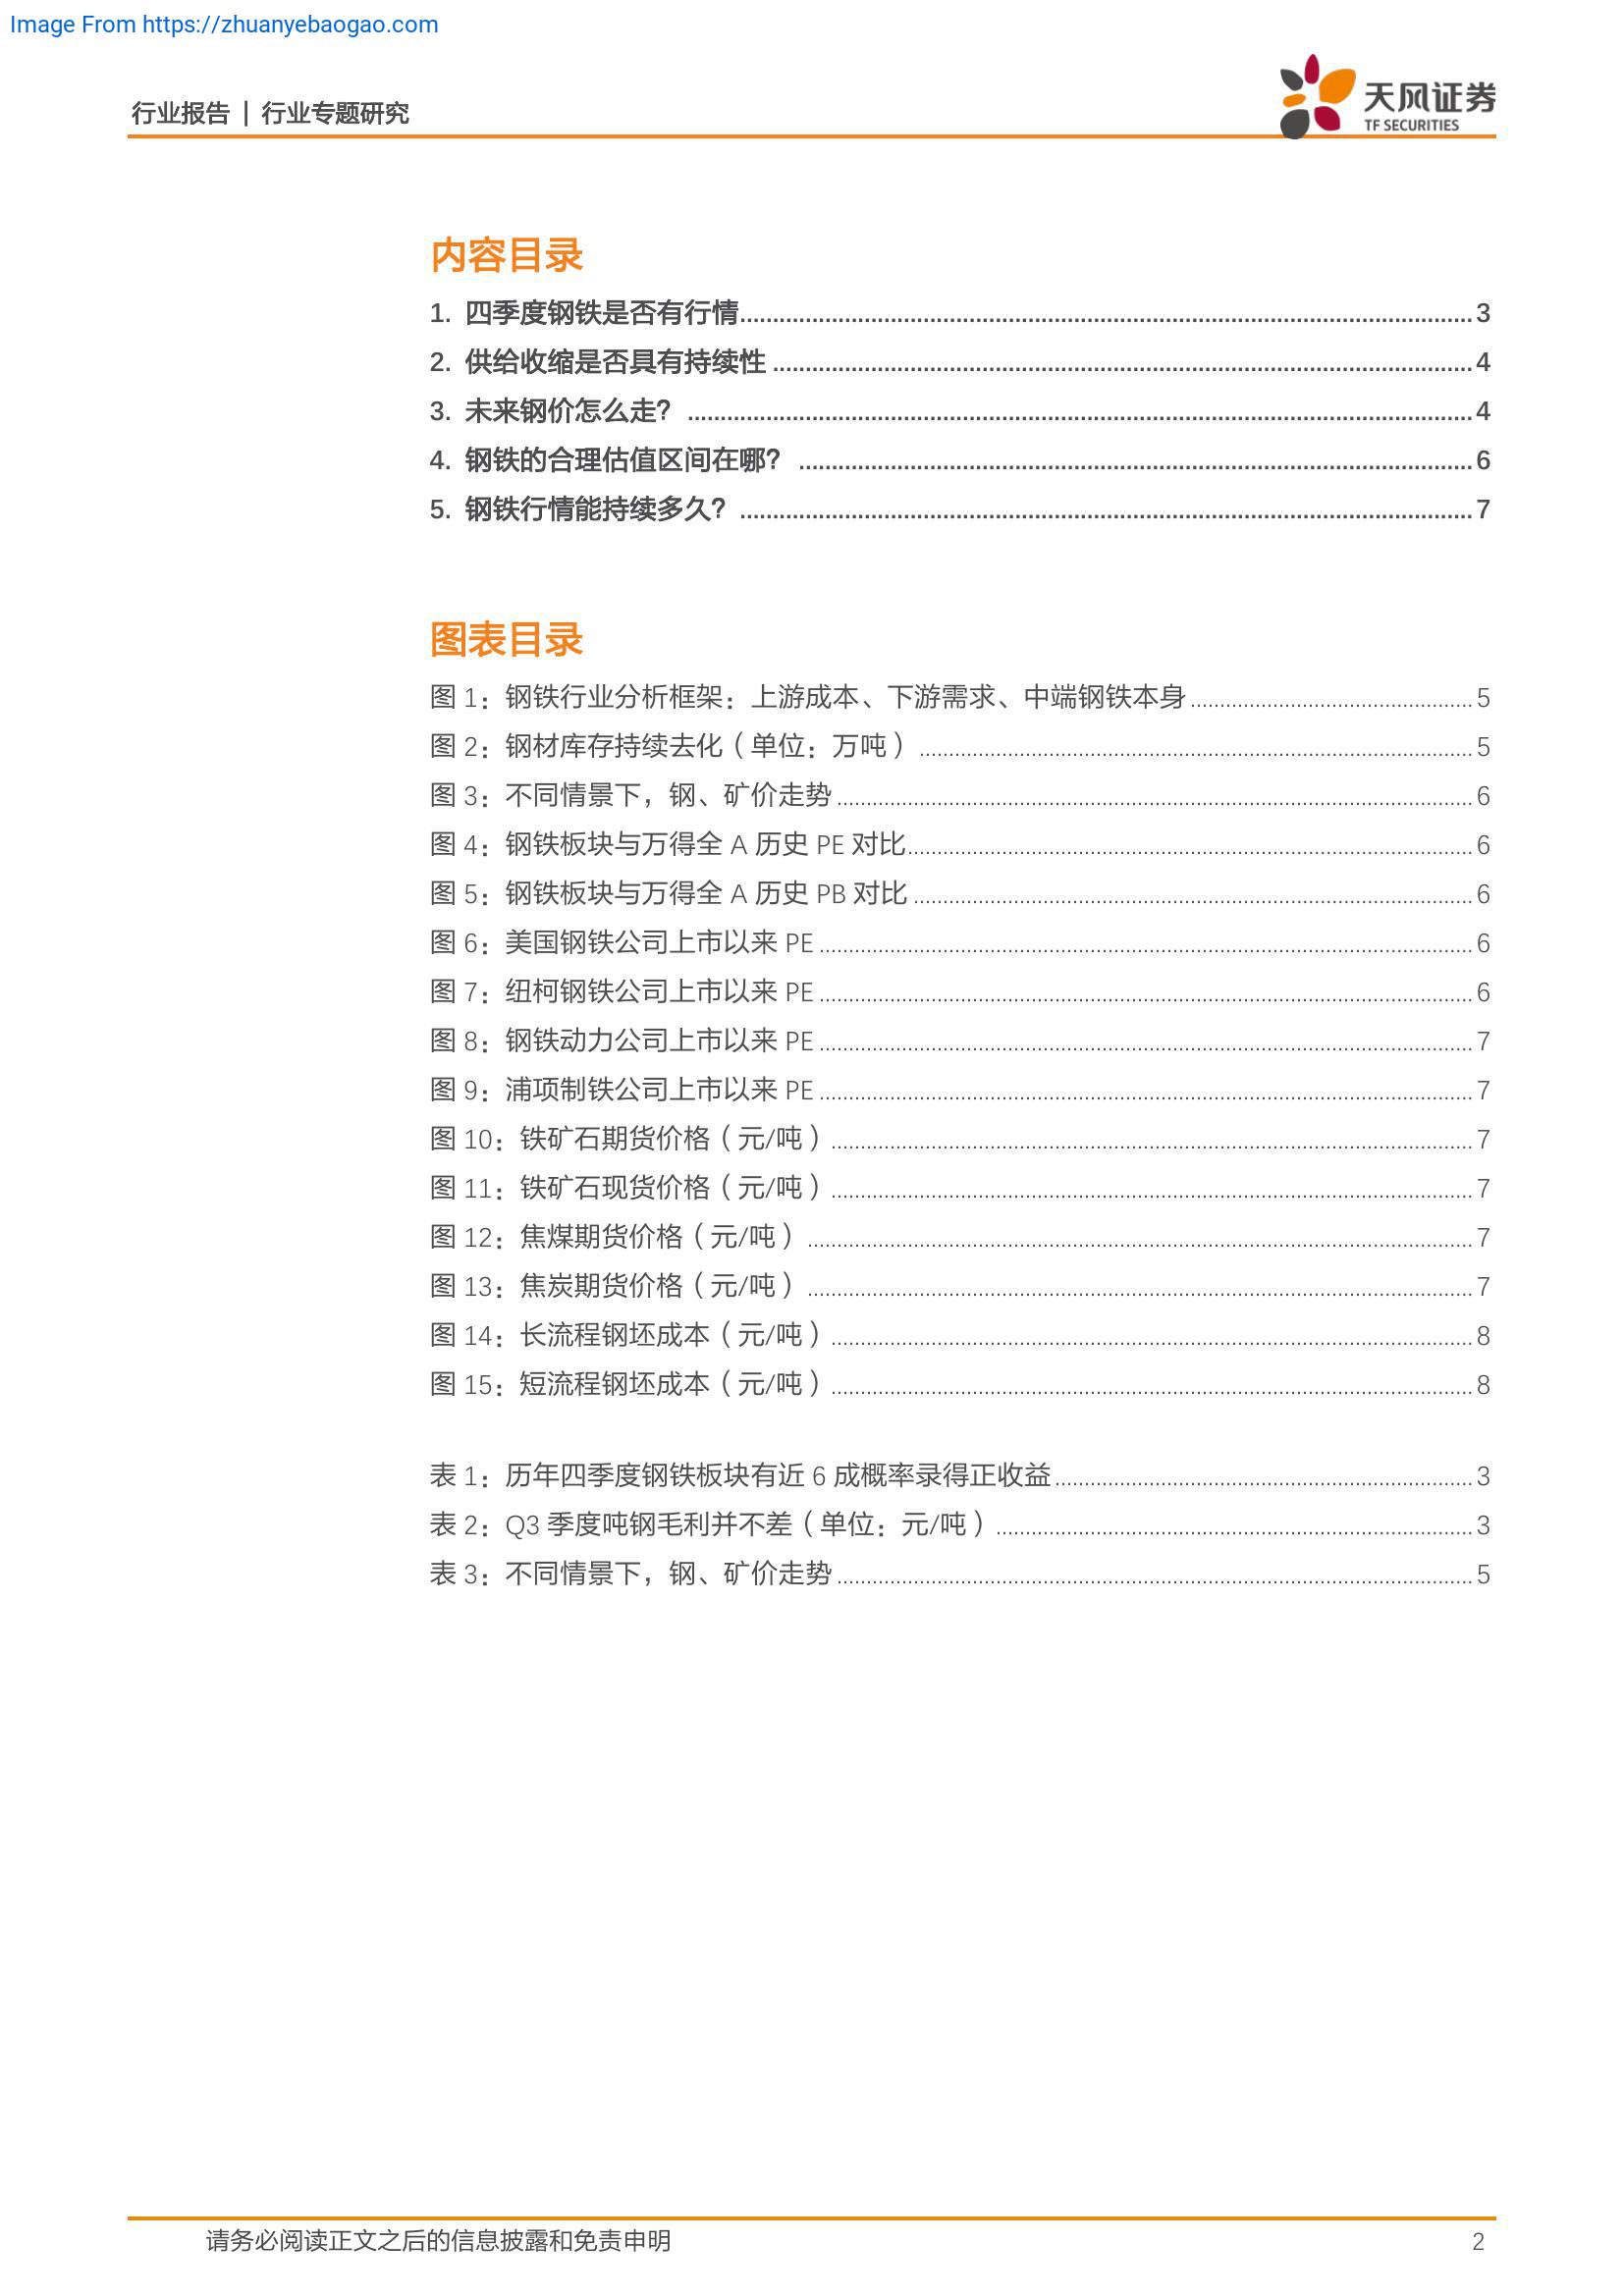 Image From https://zhuanyebaogao.com
行业报告 | 行业专题研究
天风证券
TF SECURITIES
内容目录
1. 四季度钢铁是否有行情 3
2. 供给收缩是否具有持续性 4
3. 未来钢价怎么走？ 4
4. 钢铁的合理估值区间在哪？ 6
5. 钢铁行情能持续多久？ 7
图表目录
图 1：钢铁行业分析框架：上游成本、下游需求、中端钢铁本身 5
图 2：钢材库存持续去化（单位：万吨） 5
图 3：不同情景下，钢、矿价走势 6
图 4：钢铁板块与万得全 A 历史 PE 对比 6
图 5：钢铁板块与万得全 A 历史 PB 对比 6
图 6：美国钢铁公司上市以来 PE 6
图 7：纽柯钢铁公司上市以来 PE 6
图 8：钢铁动力公司上市以来 PE 7
图 9：浦项制铁公司上市以来 PE 7
图 10：铁矿石期货价格（元/吨） 7
图 11：铁矿石现货价格（元/吨） 7
图 12：焦煤期货价格（元/吨） 7
图 13：焦炭期货价格（元/吨） 7
图 14：长流程钢坯成本（元/吨） 8
图 15：短流程钢坯成本（元/吨） 8
表 1：历年四季度钢铁板块有近 6 成概率录得正收益 3
表 2：Q3 季度吨钢毛利并不差（单位：元/吨） 3
表 3：不同情景下，钢、矿价走势 5
请务必阅读正文之后的信息披露和免责申明 2